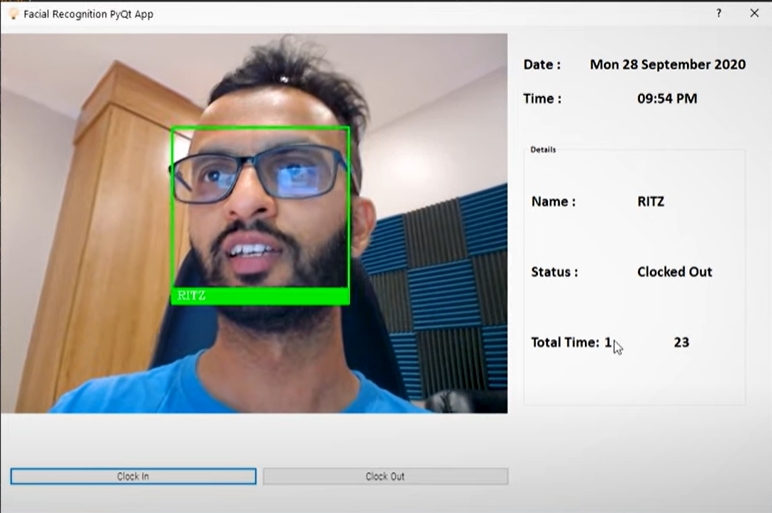 Facial Recognition PyQt App
Date : Mon 28 September 2020
Time : 09:54 PM
Details
Name : RITZ
Status : Clocked Out
Total Time: 1 23
RITZ
Clock In Clock Out